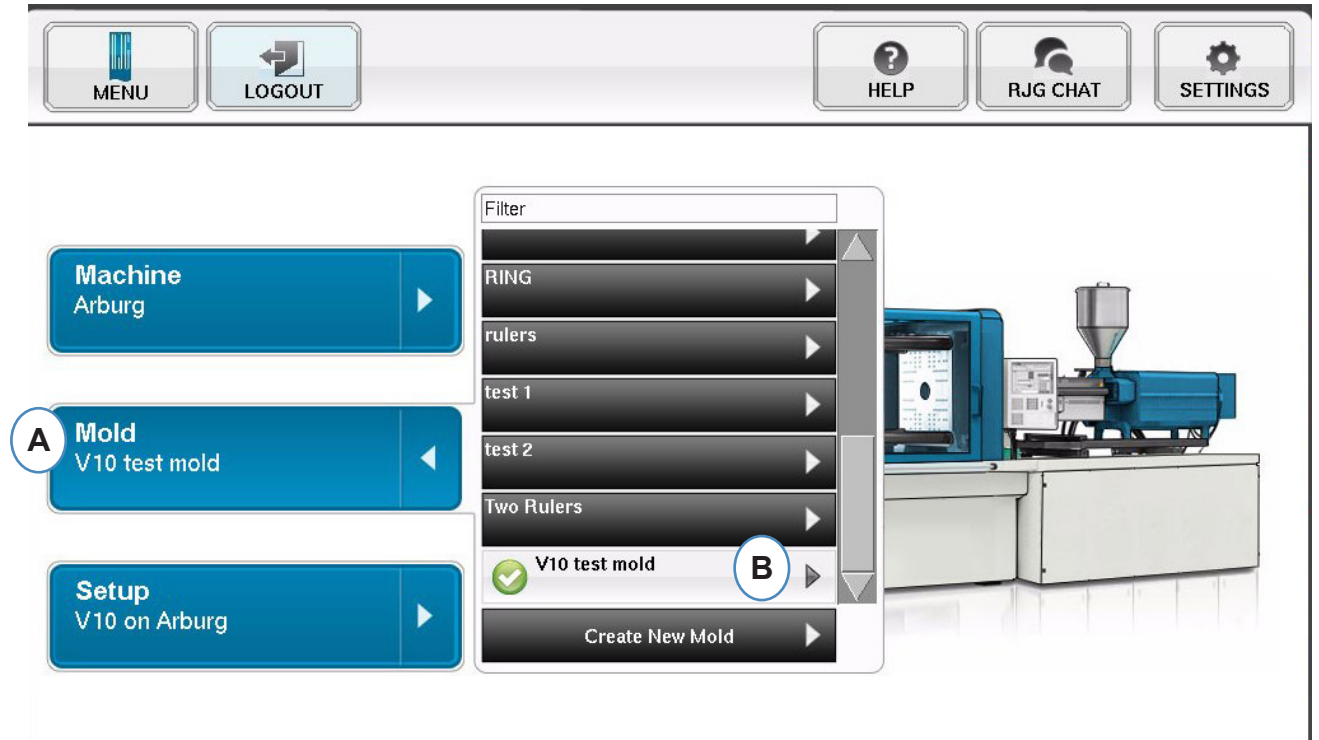 MENU
LOGOUT
HELP
RJG CHAT
SETTINGS
Filter
Machine
Arburg
RING
rulers
test 1
A
Mold
V10 test mold
test 2
Two Rulers
V10 test mold
B
Setup
V10 on Arburg
Create New Mold